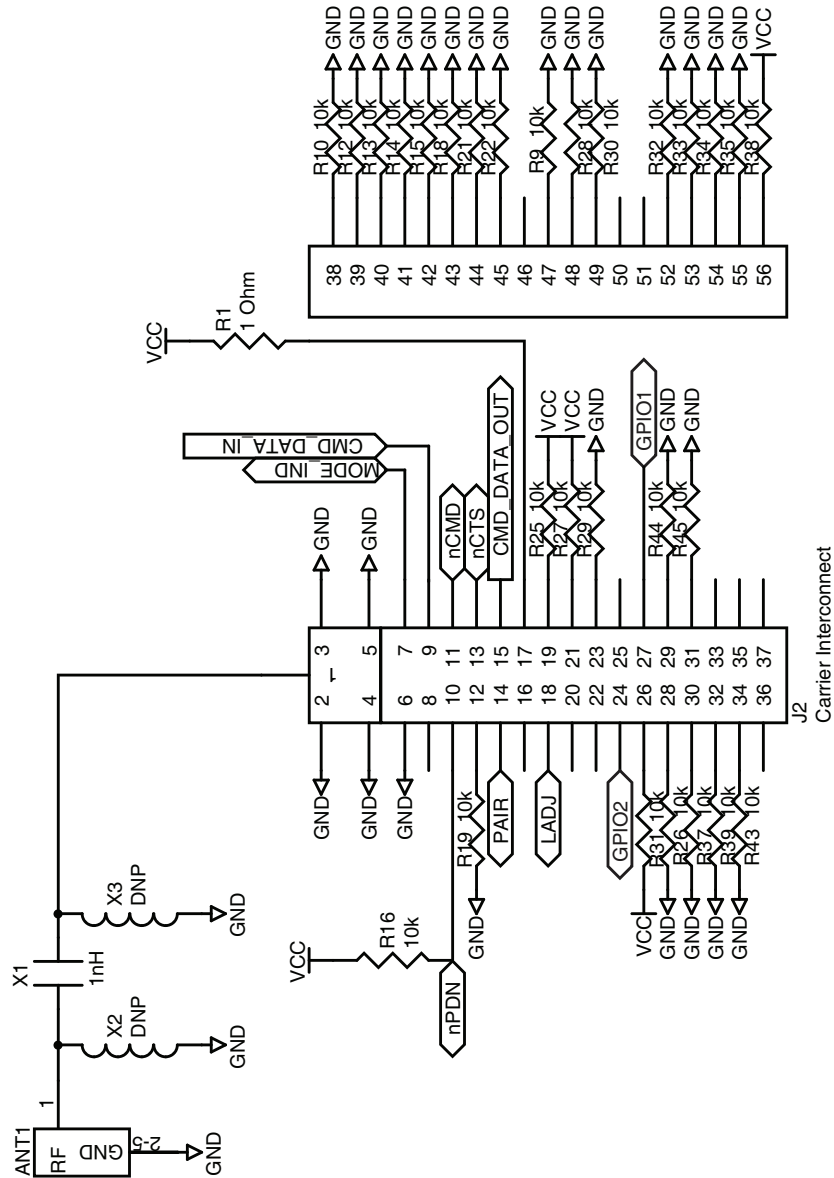 ANT1
RF
GND
1
2-5
GND
X2
DNP
GND
X1
1nH
X3
DNP
GND
VCC
R16
10k
nPDN
GND
R19 10k
PAIR
LADJ
GPIO2
VCC
R31 10k
GND
R26 10k
GND
R37 10k
GND
R39 10k
GND
R43 10k
GND
GND
GND
1
2 3
4 5
6 7
8 9
10 11
12 13
14 15
16 17
18 19
20 21
22 23
24 25
26 27
28 29
30 31
32 33
34 35
36 37
J2
Carrier Interconnect
GND
GND
MODE_IND
CMD_DATA_IN
nCMD
nCTS
CMD_DATA_OUT
VCC
R1
1 Ohm
R25 10k
VCC
R27 10k
VCC
R29 10k
GND
GPIO1
R44 10k
GND
R45 10k
GND
38 R10 10k GND
39 R12 10k GND
40 R13 10k GND
41 R14 10k GND
42 R15 10k GND
43 R18 10k GND
44 R21 10k GND
45 R22 10k GND
46
47 R9 10k GND
48 R28 10k GND
49 R30 10k GND
50
51
52 R32 10k GND
53 R33 10k GND
54 R34 10k GND
55 R35 10k GND
56 R38 10k VCC